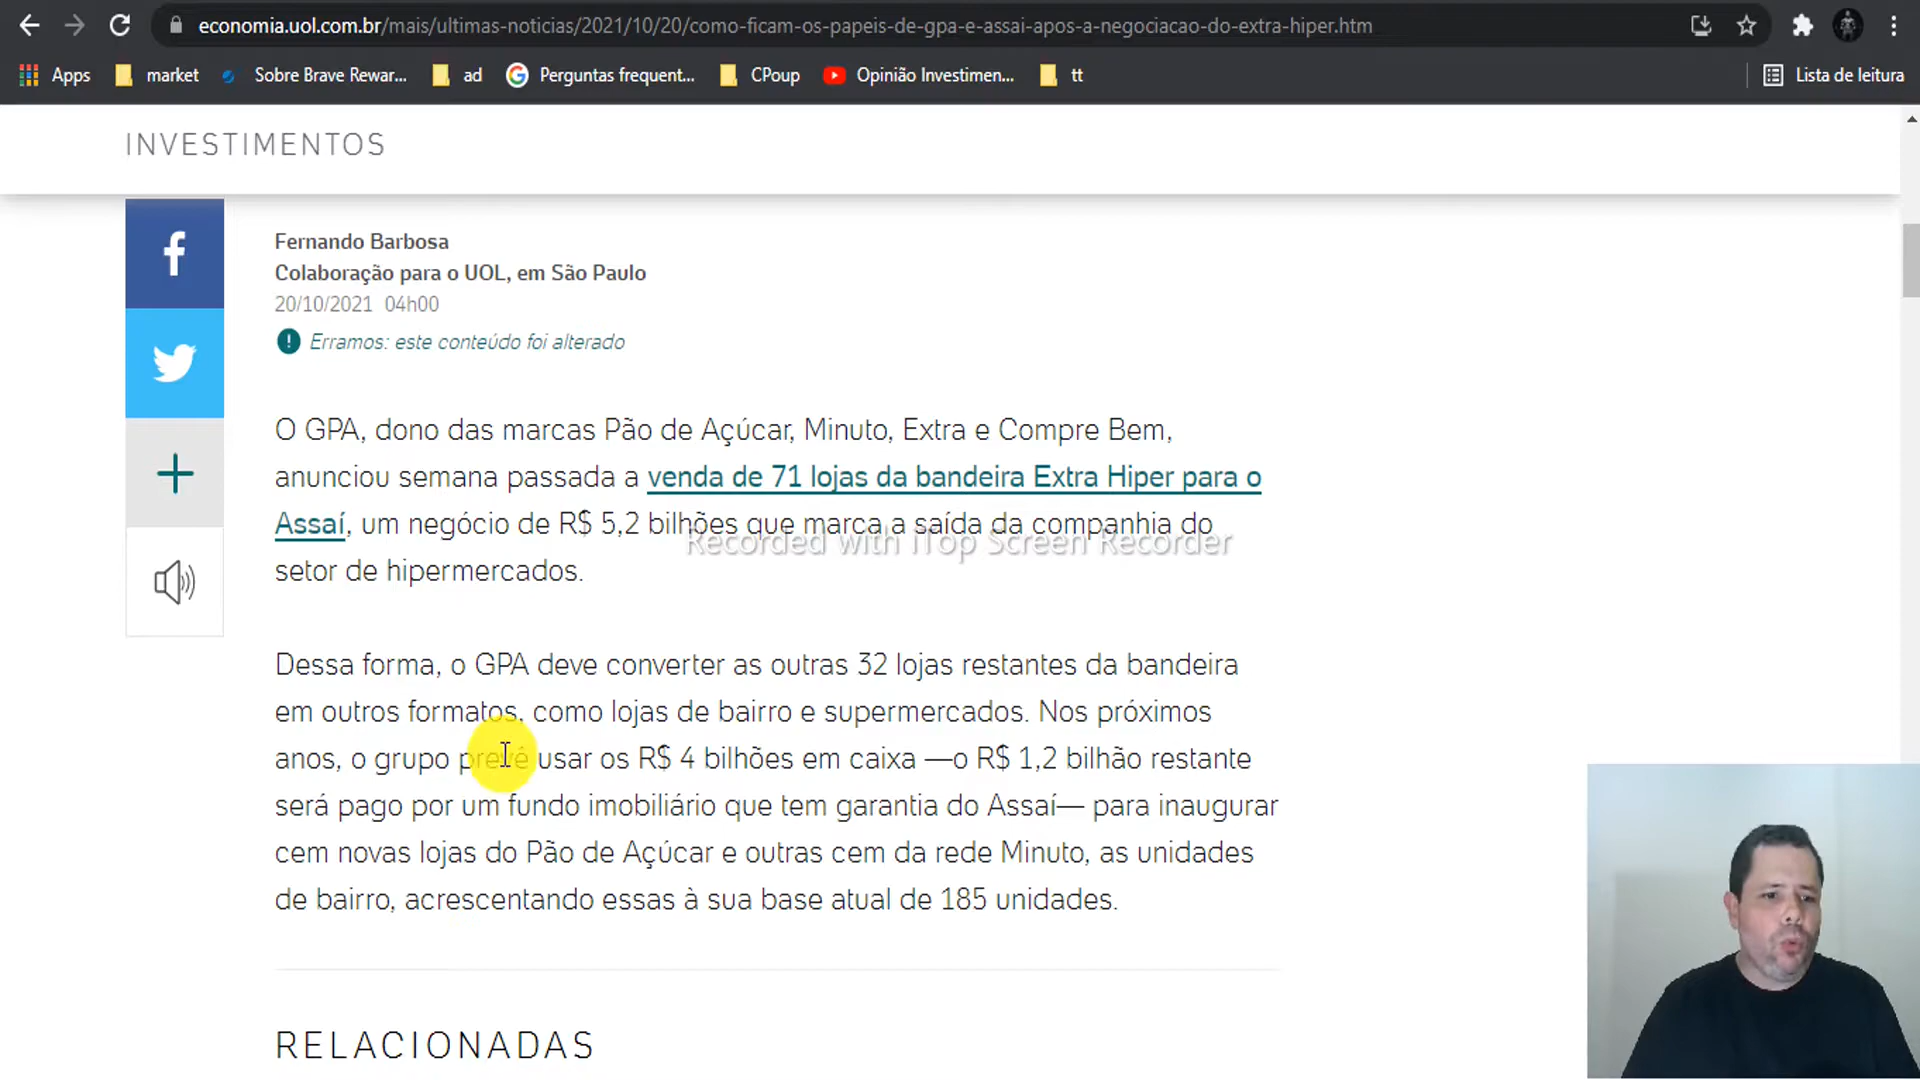 economia.uol.com.br/mais/ultimas-noticias/2021/10/20/como-ficam-os-papeis-de-gpa-e-assai-apos-a-negociacao-do-extra-hiper.htm
Apps market Sobre Brave Rewar... ad Perguntas frequent... CPoup Opinião Investimen... tt Lista de leitura
INVESTIMENTOS
Fernando Barbosa
Colaboração para o UOL, em São Paulo
20/10/2021 04h00
Erramos: este conteúdo foi alterado
O GPA, dono das marcas Pão de Açúcar, Minuto, Extra e Compre Bem,
anunciou semana passada a venda de 71 lojas da bandeira Extra Hiper para o
Assaí, um negócio de R$ 5,2 bilhões que marca a saída da companhia do
Recorded with iTop Screen Recorder
setor de hipermercados.
Dessa forma, o GPA deve converter as outras 32 lojas restantes da bandeira
em outros formatos, como lojas de bairro e supermercados. Nos próximos
anos, o grupo prevê usar os R$ 4 bilhões em caixa —o R$ 1,2 bilhão restante
será pago por um fundo imobiliário que tem garantia do Assaí— para inaugurar
cem novas lojas do Pão de Açúcar e outras cem da rede Minuto, as unidades
de bairro, acrescentando essas à sua base atual de 185 unidades.
RELACIONADAS